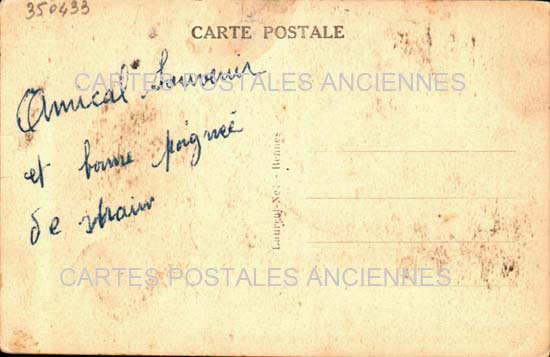 350433
CARTE POSTALE
CARTES POSTALES ANCIENNES
Amical Souvenir
et bonne poignée
de main
Laurent-Nel - Rennes
CARTES POSTALES ANCIENNES